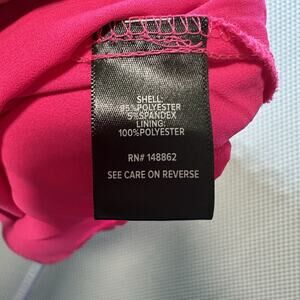 SHELL:
95%POLYESTER
5%SPANDEX
LINING:
100%POLYESTER
RN# 148862
SEE CARE ON REVERSE